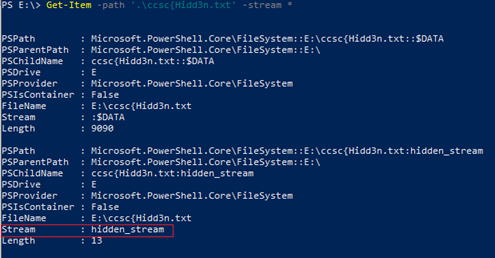 PS E:\> Get-Item -path '.\ccsc{Hidd3n.txt' -stream *
PSPath : Microsoft.PowerShell.Core\FileSystem::E:\ccsc{Hidd3n.txt::$DATA
PSParentPath : Microsoft.PowerShell.Core\FileSystem::E:\
PSChildName : ccsc{Hidd3n.txt::$DATA
PSDrive : E
PSProvider : Microsoft.PowerShell.Core\FileSystem
PSIsContainer : False
FileName : E:\ccsc{Hidd3n.txt
Stream : :$DATA
Length : 9090
PSPath : Microsoft.PowerShell.Core\FileSystem::E:\ccsc{Hidd3n.txt:hidden_stream
PSParentPath : Microsoft.PowerShell.Core\FileSystem::E:\
PSChildName : ccsc{Hidd3n.txt:hidden_stream
PSDrive : E
PSProvider : Microsoft.PowerShell.Core\FileSystem
PSIsContainer : False
FileName : E:\ccsc{Hidd3n.txt
Stream : hidden_stream
Length : 13